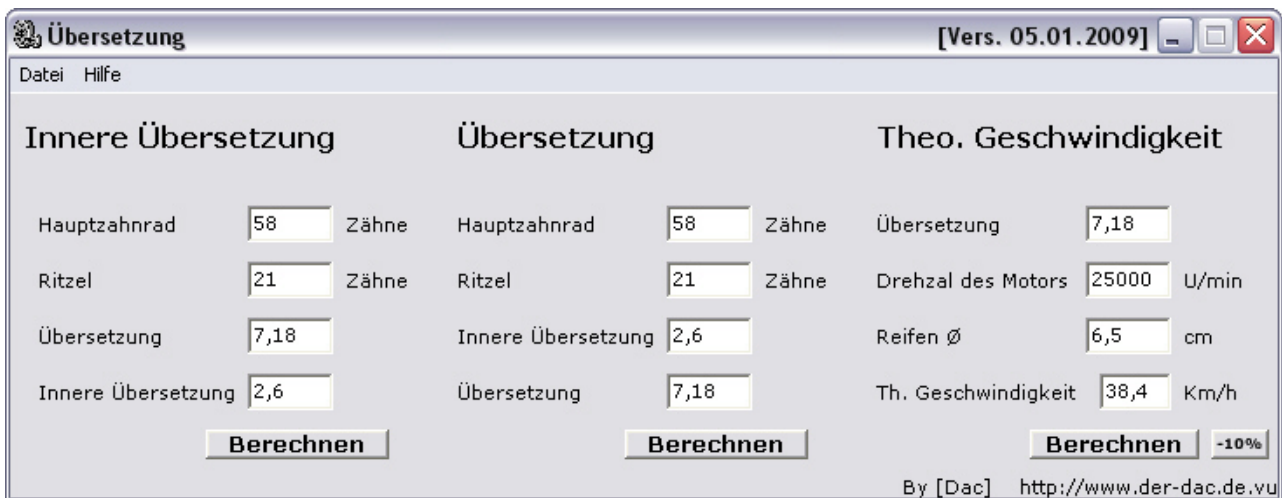 Übersetzung [Vers. 05.01.2009]
Datei Hilfe
Innere Übersetzung Übersetzung Theo. Geschwindigkeit
Hauptzahnrad 58 Zähne Hauptzahnrad 58 Zähne Übersetzung 7,18
Ritzel 21 Zähne Ritzel 21 Zähne Drehzal des Motors 25000 U/min
Übersetzung 7,18 Innere Übersetzung 2,6 Reifen Ø 6,5 cm
Innere Übersetzung 2,6 Übersetzung 7,18 Th. Geschwindigkeit 38,4 Km/h
Berechnen Berechnen Berechnen -10%
By [Dac] http://www.der-dac.de.vu